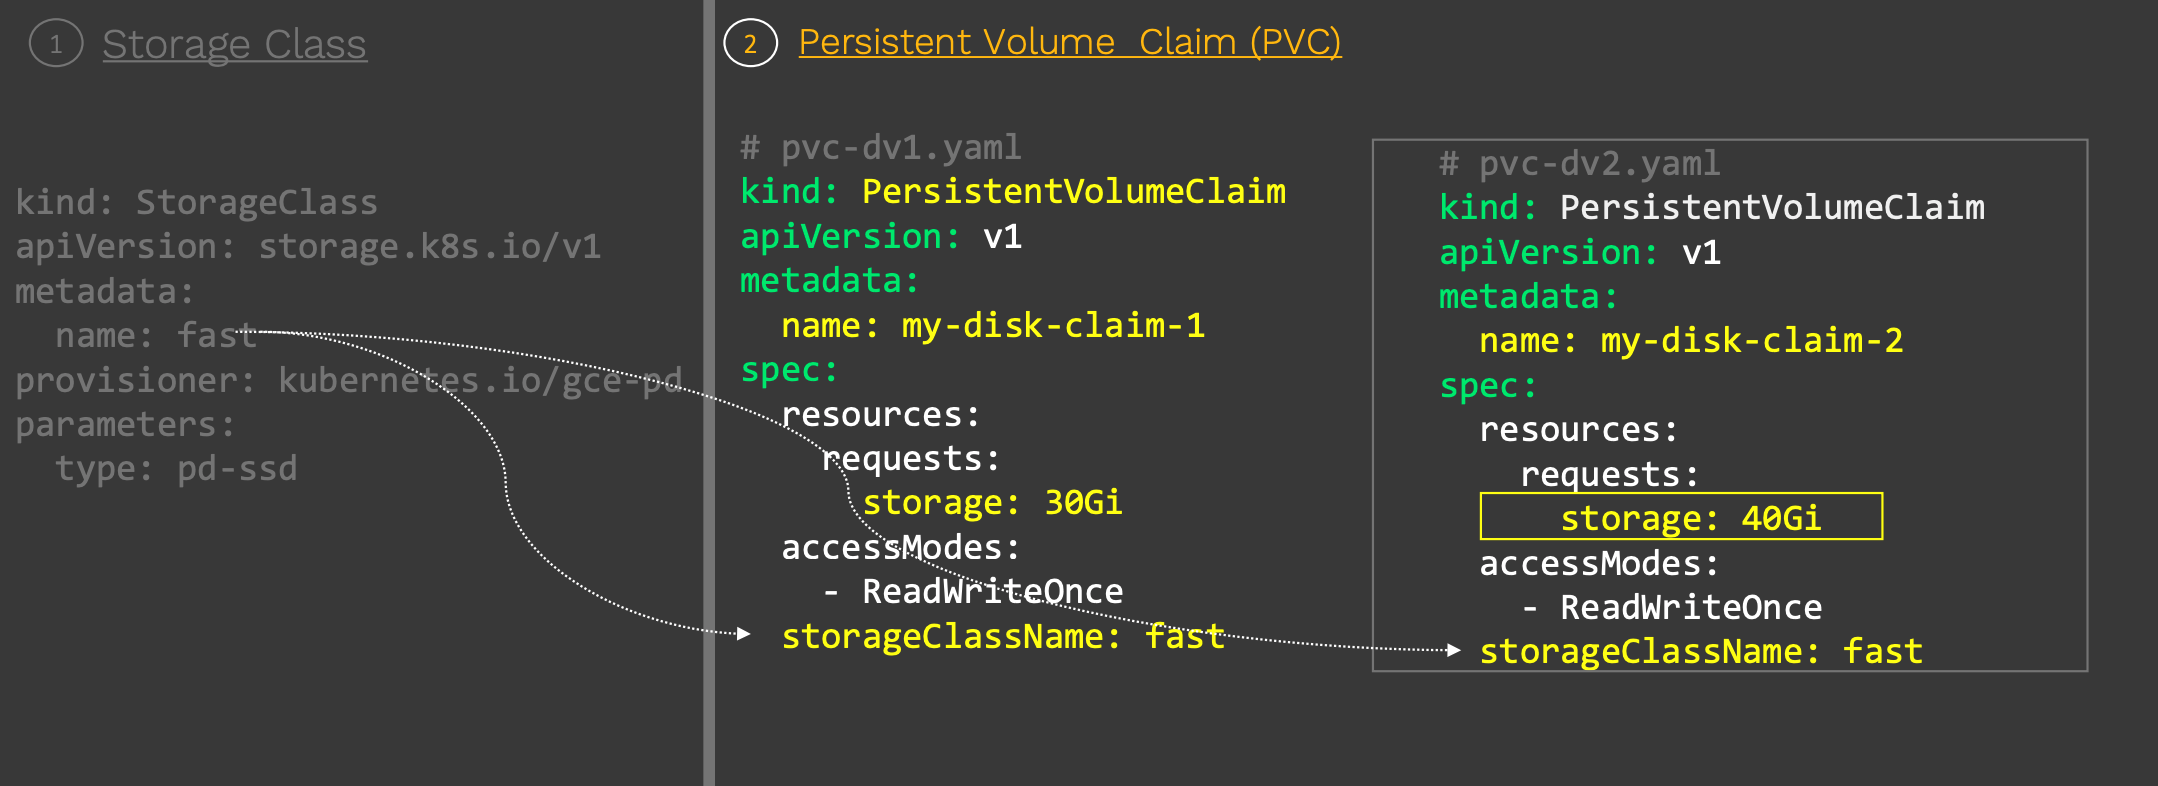 1 Storage Class
kind: StorageClass
apiVersion: storage.k8s.io/v1
metadata:
  name: fast
provisioner: kubernetes.io/gce-pd
parameters:
  type: pd-ssd
2 Persistent Volume  Claim (PVC)
# pvc-dv1.yaml
kind: PersistentVolumeClaim
apiVersion: v1
metadata:
  name: my-disk-claim-1
spec:
  resources:
    requests:
      storage: 30Gi
  accessModes:
    - ReadWriteOnce
  storageClassName: fast
# pvc-dv2.yaml
kind: PersistentVolumeClaim
apiVersion: v1
metadata:
  name: my-disk-claim-2
spec:
  resources:
    requests:
      storage: 40Gi
  accessModes:
    - ReadWriteOnce
  storageClassName: fast